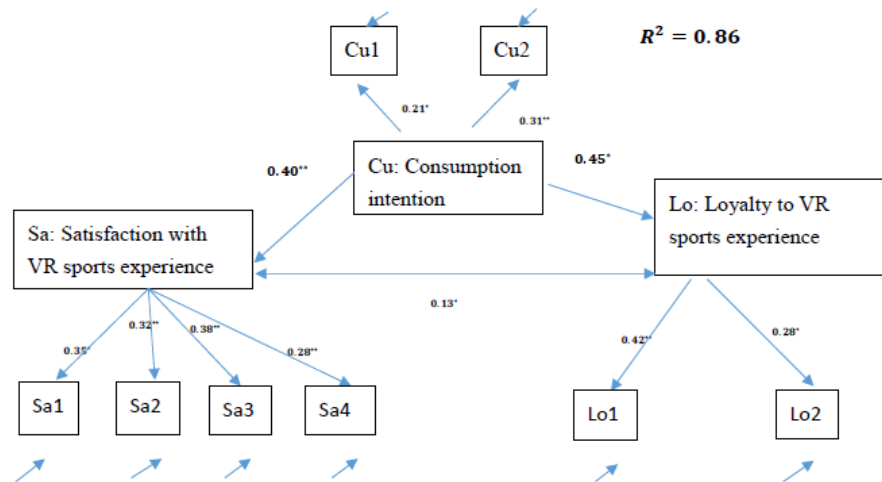 Cu1
Cu2
R² = 0.86
0.21*
0.31**
Cu: Consumption
intention
0.40**
0.45*
Sa: Satisfaction with
VR sports experience
Lo: Loyalty to VR
sports experience
0.13*
0.35*
0.32**
0.38**
0.28**
0.42**
0.28*
Sa1
Sa2
Sa3
Sa4
Lo1
Lo2